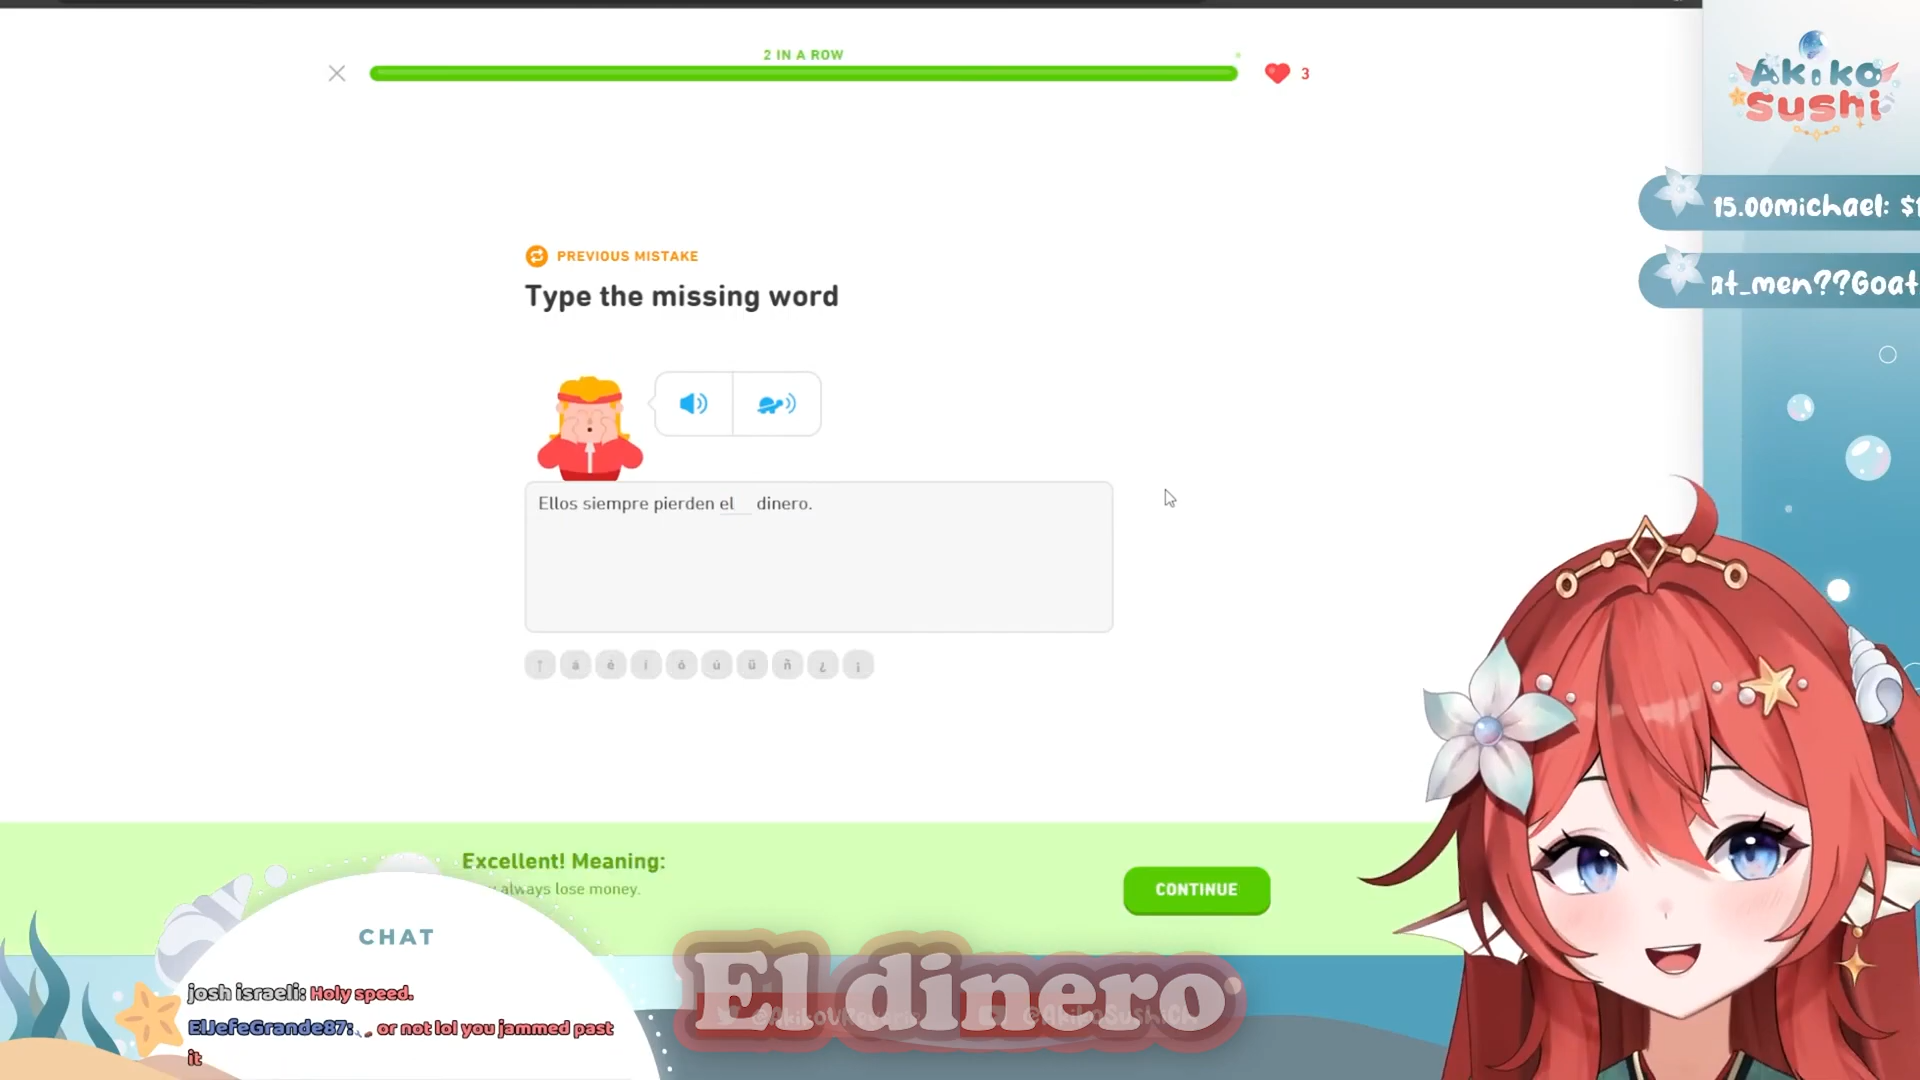 2 IN A ROW
3
Akiko
Sushi
15.00michael: $1
at_men??Goat
PREVIOUS MISTAKE
Type the missing word
Ellos siempre pierden el dinero.
↑ á é í ó ú ü ñ ¿ ¡
Excellent! Meaning:
always lose money.
CONTINUE
CHAT
josh israeli: Holy speed.
ElJefeGrande87: or not lol you jammed past
it
El dinero
@AkikoSushiCh